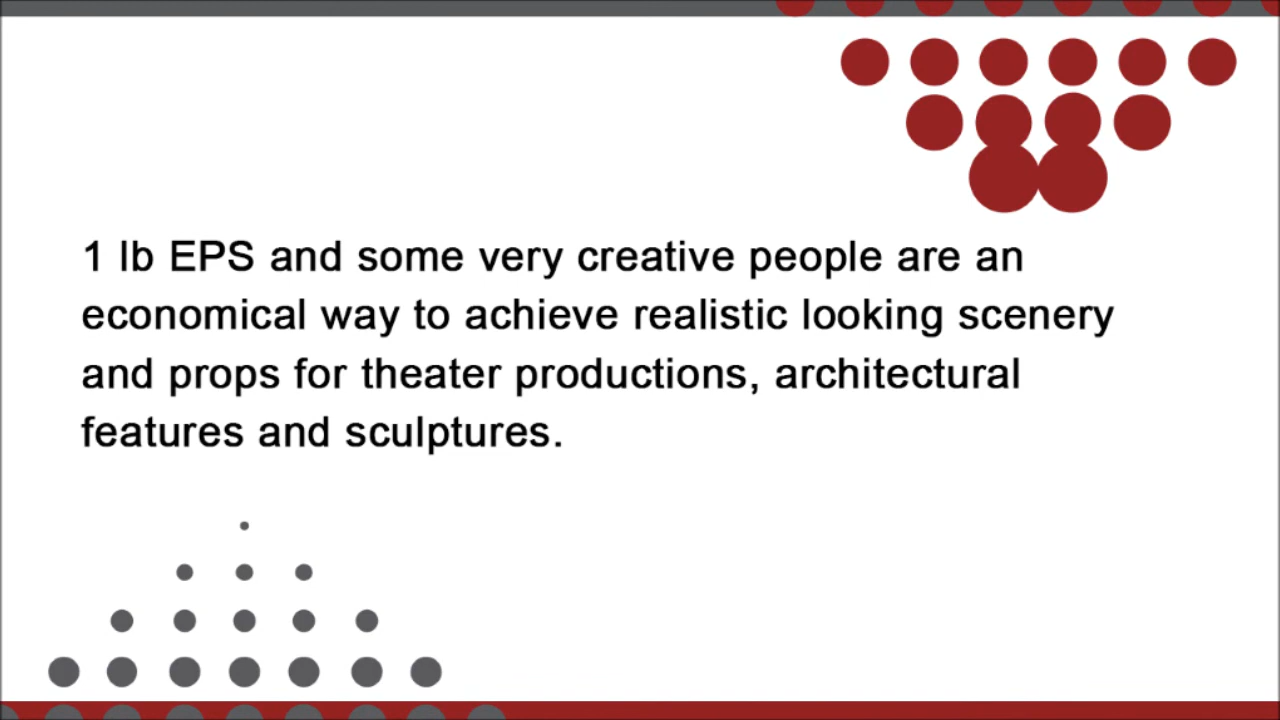 1 lb EPS and some very creative people are an
economical way to achieve realistic looking scenery
and props for theater productions, architectural
features and sculptures.